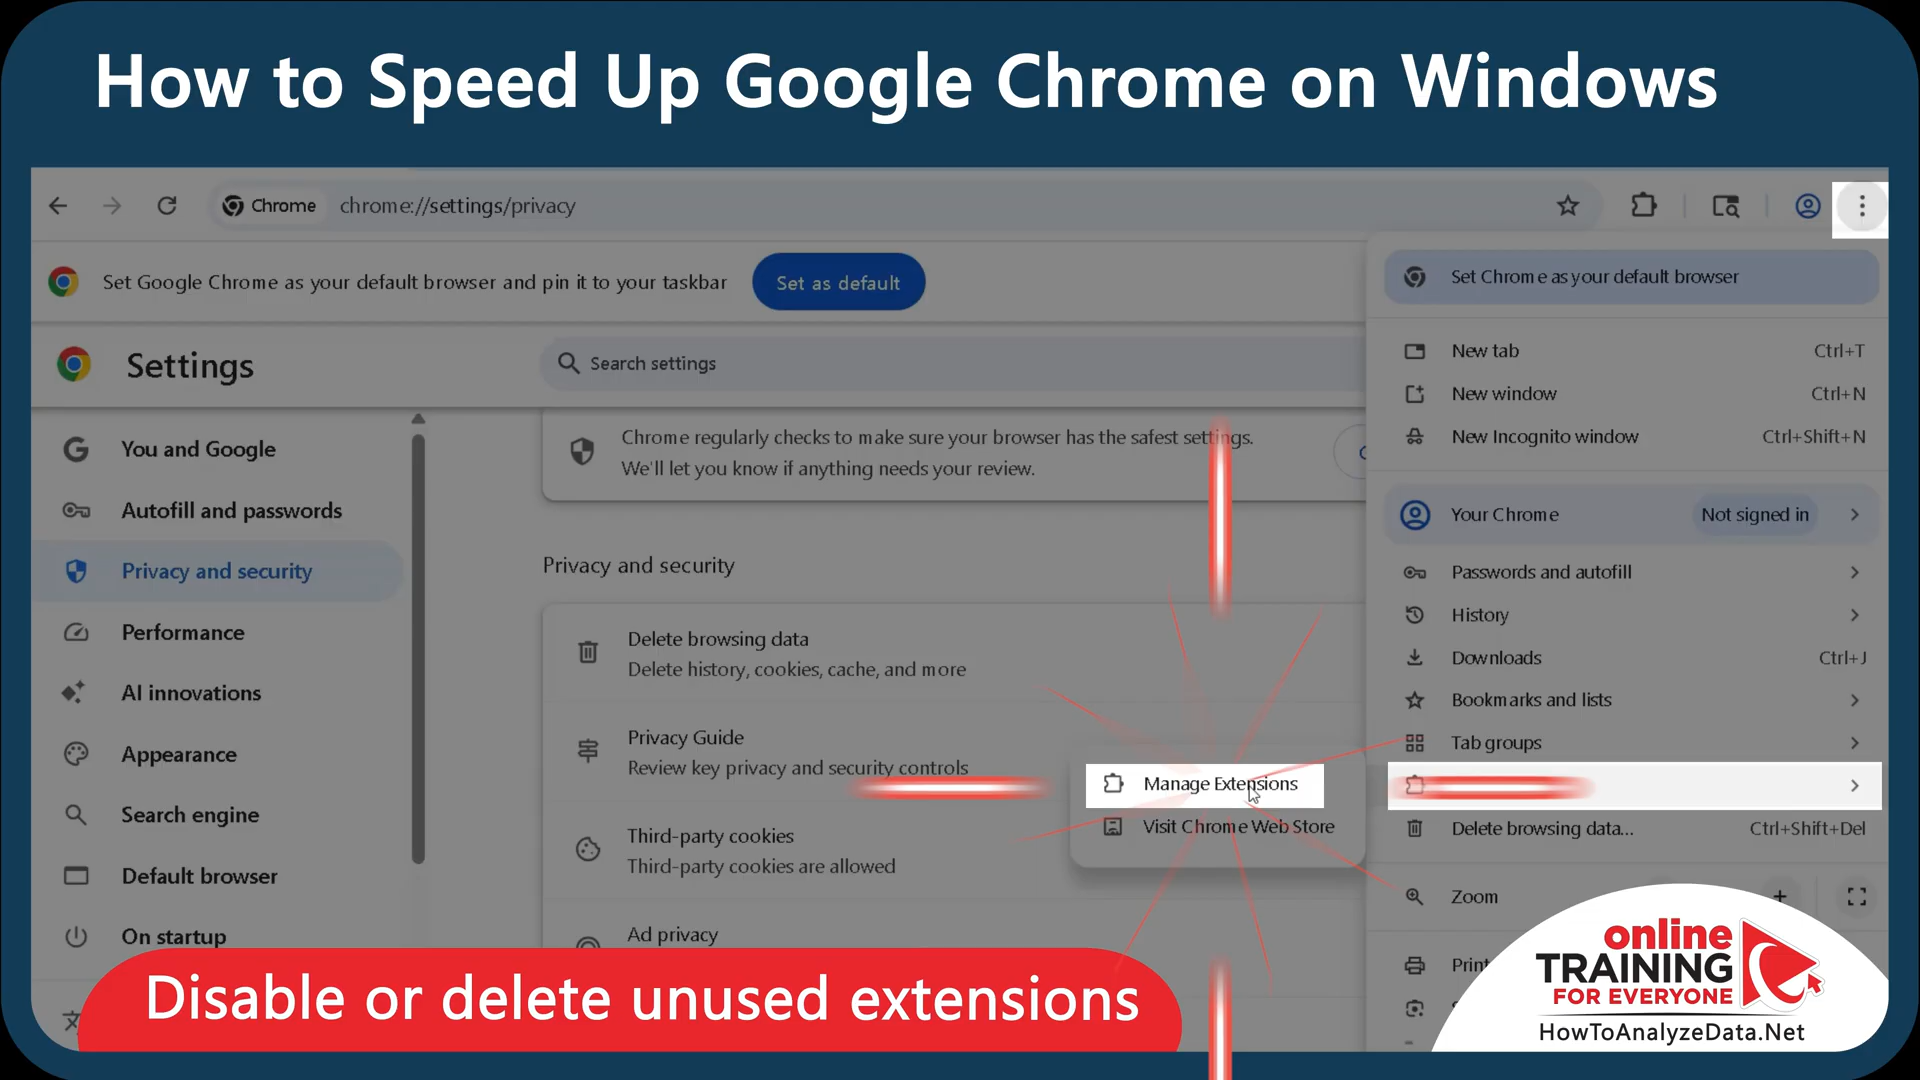 How to Speed Up Google Chrome on Windows
Chrome
chrome://settings/privacy
Set Google Chrome as your default browser and pin it to your taskbar
Set as default
Settings
Search settings
You and Google
Autofill and passwords
Privacy and security
Performance
AI innovations
Appearance
Search engine
Default browser
On startup
Chrome regularly checks to make sure your browser has the safest settings.
We'll let you know if anything needs your review.
Privacy and security
Delete browsing data
Delete history, cookies, cache, and more
Privacy Guide
Review key privacy and security controls
Third-party cookies
Third-party cookies are allowed
Ad privacy
Manage Extensions
Visit Chrome Web Store
Set Chrome as your default browser
New tab Ctrl+T
New window Ctrl+N
New Incognito window Ctrl+Shift+N
Your Chrome Not signed in
Passwords and autofill
History
Downloads Ctrl+J
Bookmarks and lists
Tab groups
Delete browsing data... Ctrl+Shift+Del
Zoom +
Print
Disable or delete unused extensions
online
TRAINING
FOR EVERYONE
HowToAnalyzeData.Net